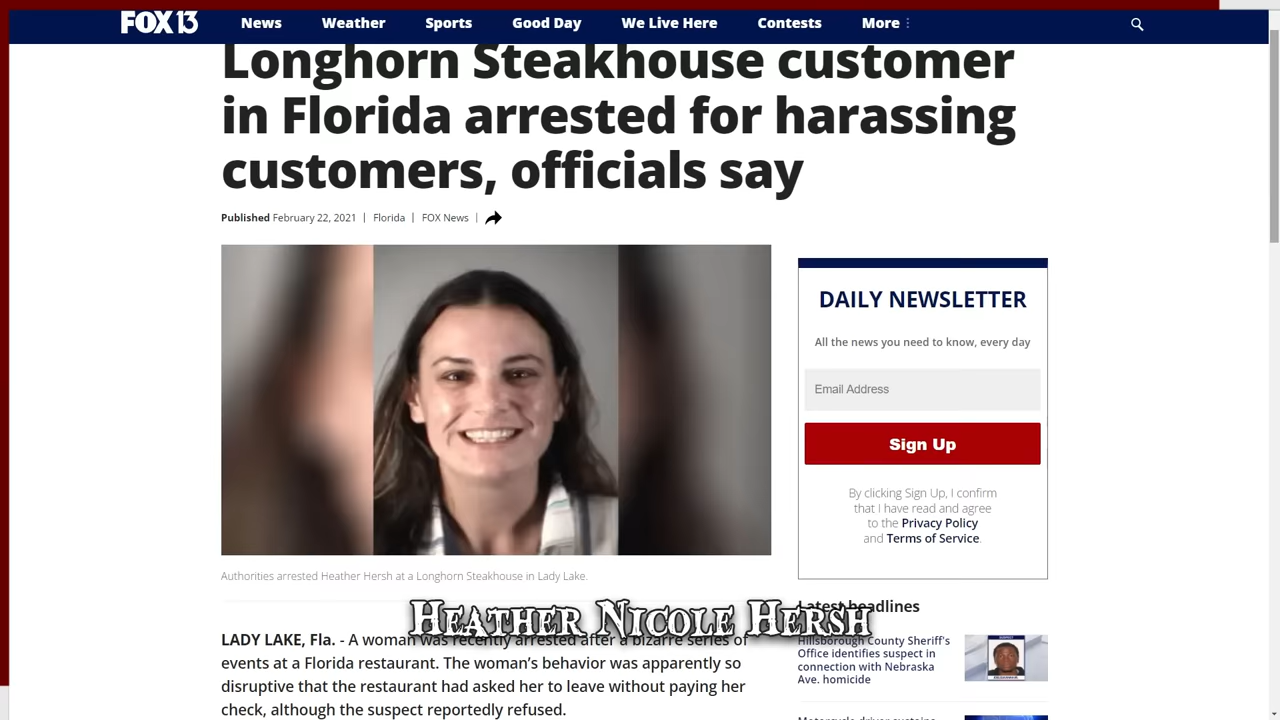 FOX 13 News Weather Sports Good Day We Live Here Contests More
Longhorn Steakhouse customer
in Florida arrested for harassing
customers, officials say
Published February 22, 2021 | Florida | FOX News |
Authorities arrested Heather Hersh at a Longhorn Steakhouse in Lady Lake.
Heather Nicole Hersh
LADY LAKE, Fla. - A woman was recently arrested after a bizarre series of
events at a Florida restaurant. The woman's behavior was apparently so
disruptive that the restaurant had asked her to leave without paying her
check, although the suspect reportedly refused.
DAILY NEWSLETTER
All the news you need to know, every day
Email Address
Sign Up
By clicking Sign Up, I confirm
that I have read and agree
to the Privacy Policy
and Terms of Service.
Latest headlines
Hillsborough County Sheriff's
Office identifies suspect in
connection with Nebraska
Ave. homicide